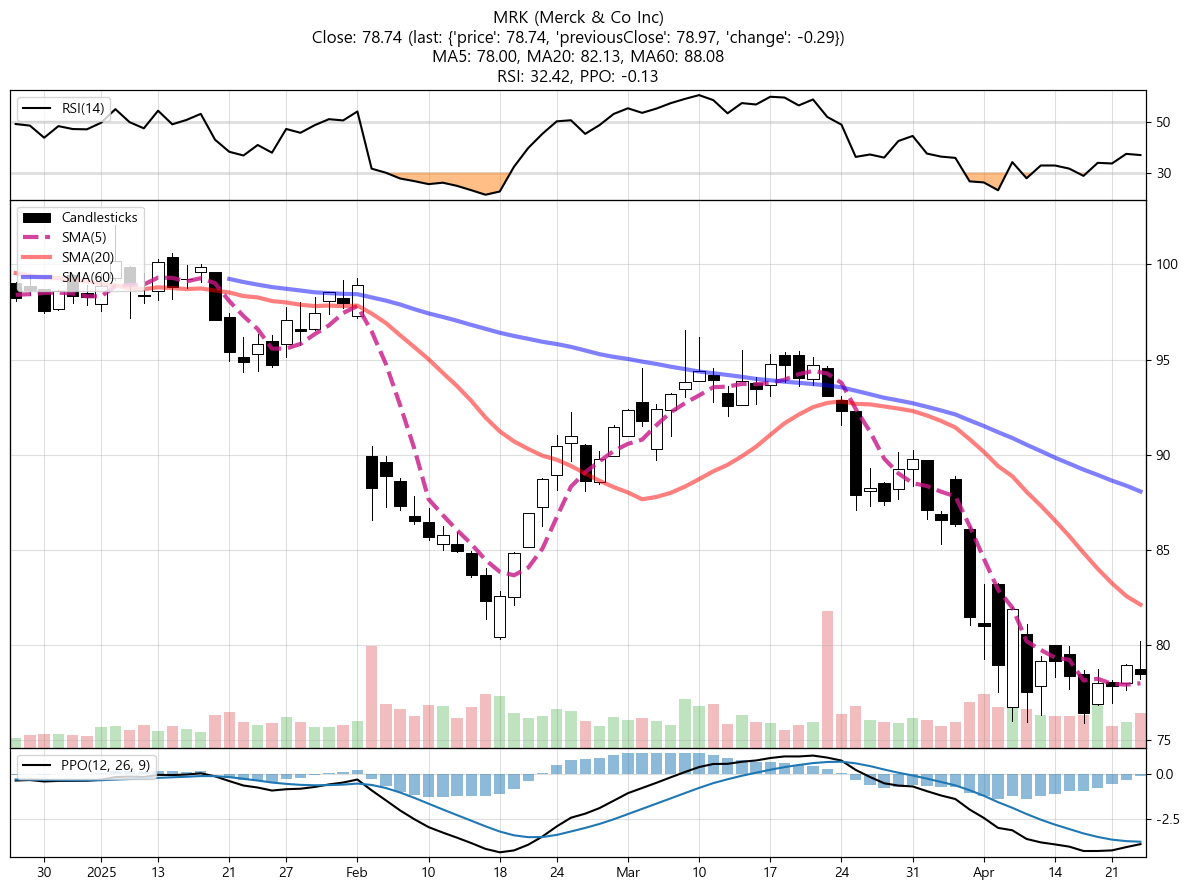 MRK (Merck & Co Inc)
Close: 78.74 (last: {'price': 78.74, 'previousClose': 78.97, 'change': -0.29})
MA5: 78.00, MA20: 82.13, MA60: 88.08
RSI: 32.42, PPO: -0.13
RSI(14)
50
30
Candlesticks
SMA(5)
SMA(20)
SMA(60)
100
95
90
85
80
75
PPO(12, 26, 9)
0.0
−2.5
30 2025 13 21 27 Feb 10 18 24 Mar 10 17 24 31 Apr 14 21